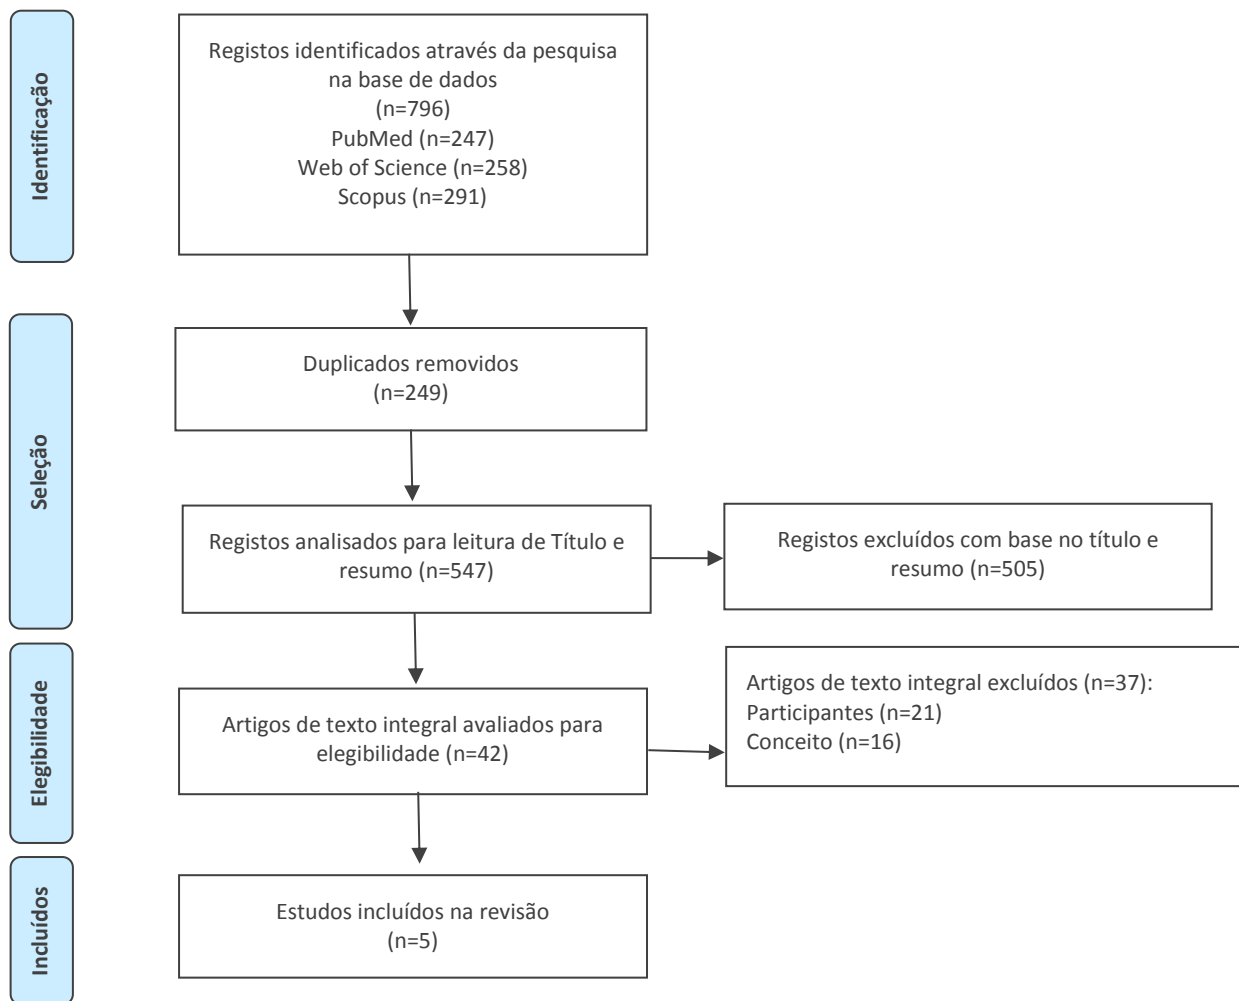 Identificação
Registos identificados através da pesquisa
na base de dados
(n=796)
PubMed (n=247)
Web of Science (n=258)
Scopus (n=291)
Seleção
Duplicados removidos
(n=249)
Registos analisados para leitura de Título e
resumo (n=547)
Registos excluídos com base no título e
resumo (n=505)
Elegibilidade
Artigos de texto integral avaliados para
elegibilidade (n=42)
Artigos de texto integral excluídos (n=37):
Participantes (n=21)
Conceito (n=16)
Incluídos
Estudos incluídos na revisão
(n=5)